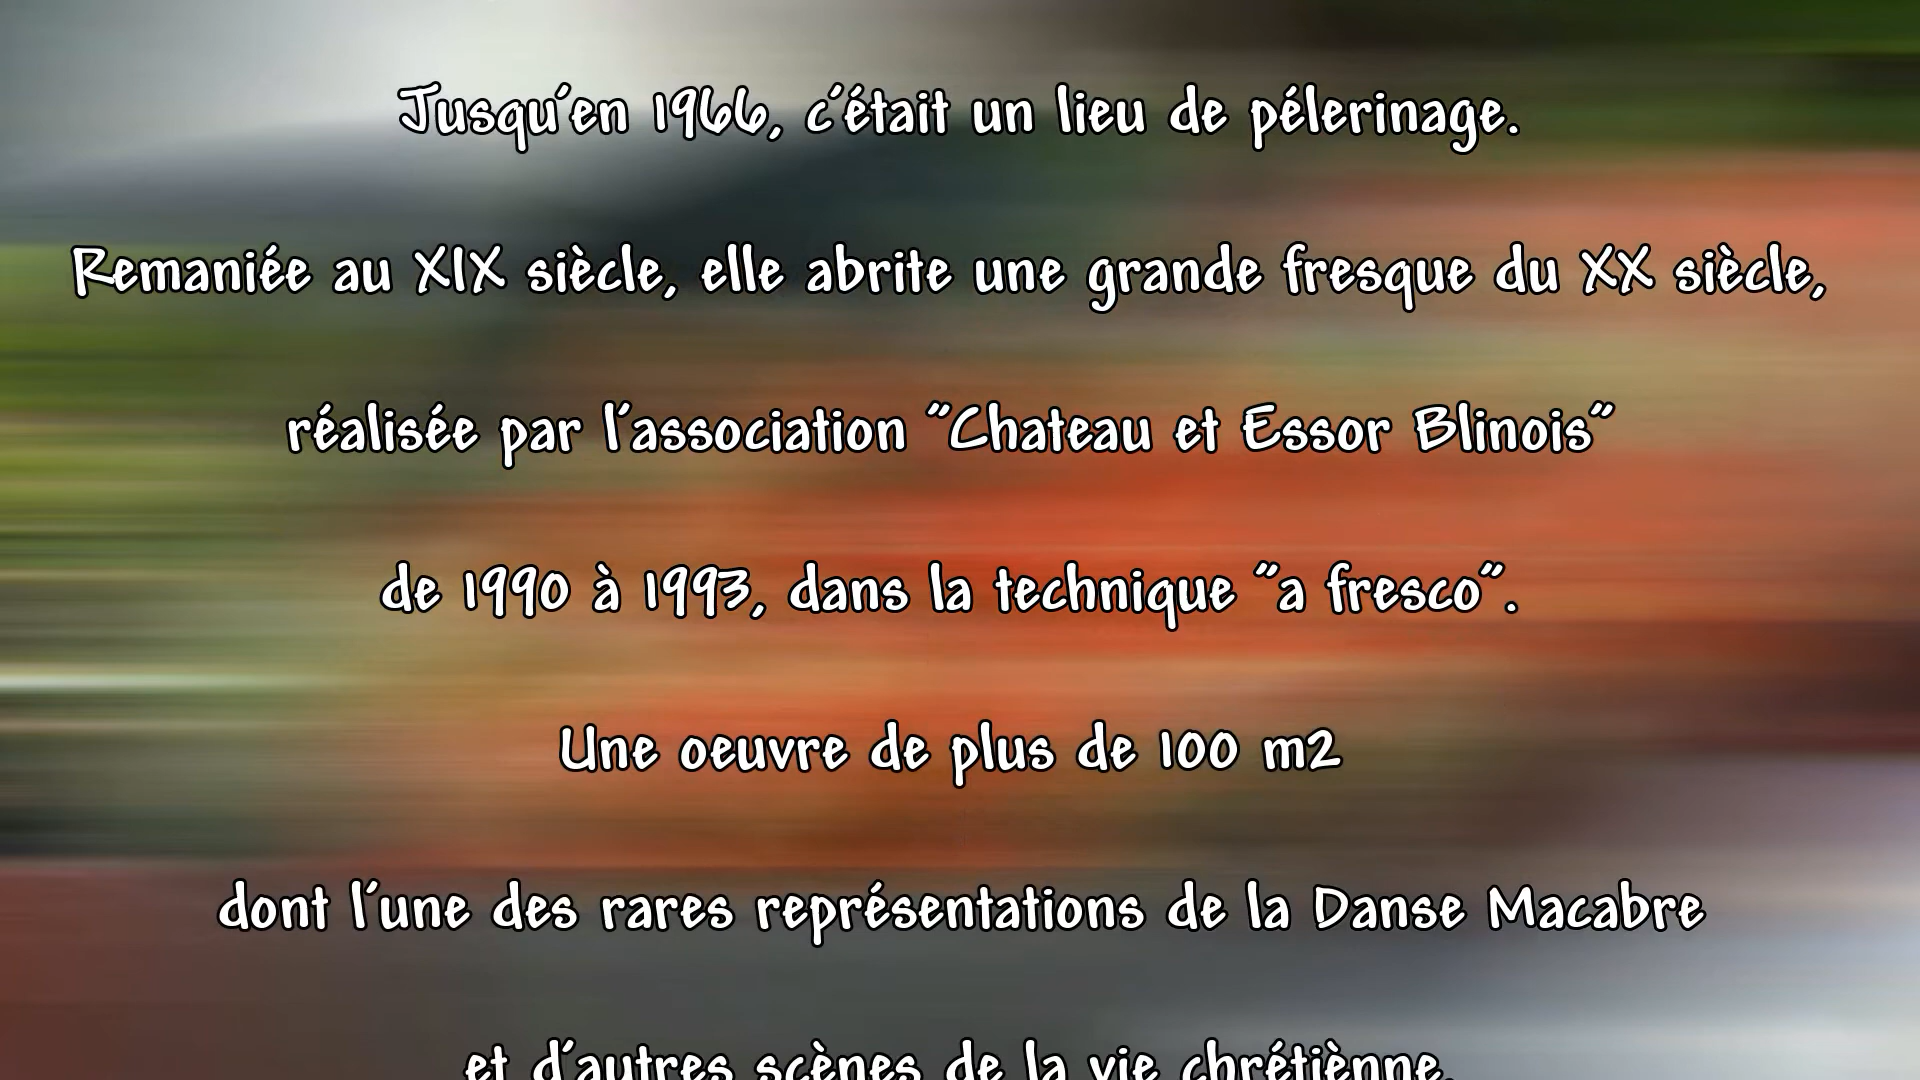 Jusqu'en 1966, c'était un lieu de pélerinage.
Remaniée au XIX siècle, elle abrite une grande fresque du XX siècle,
réalisée par l'association "Chateau et Essor Blinois"
de 1990 à 1993, dans la technique "a fresco".
Une oeuvre de plus de 100 m2
dont l'une des rares représentations de la Danse Macabre
et d'autres scènes de la vie chrétiènne.